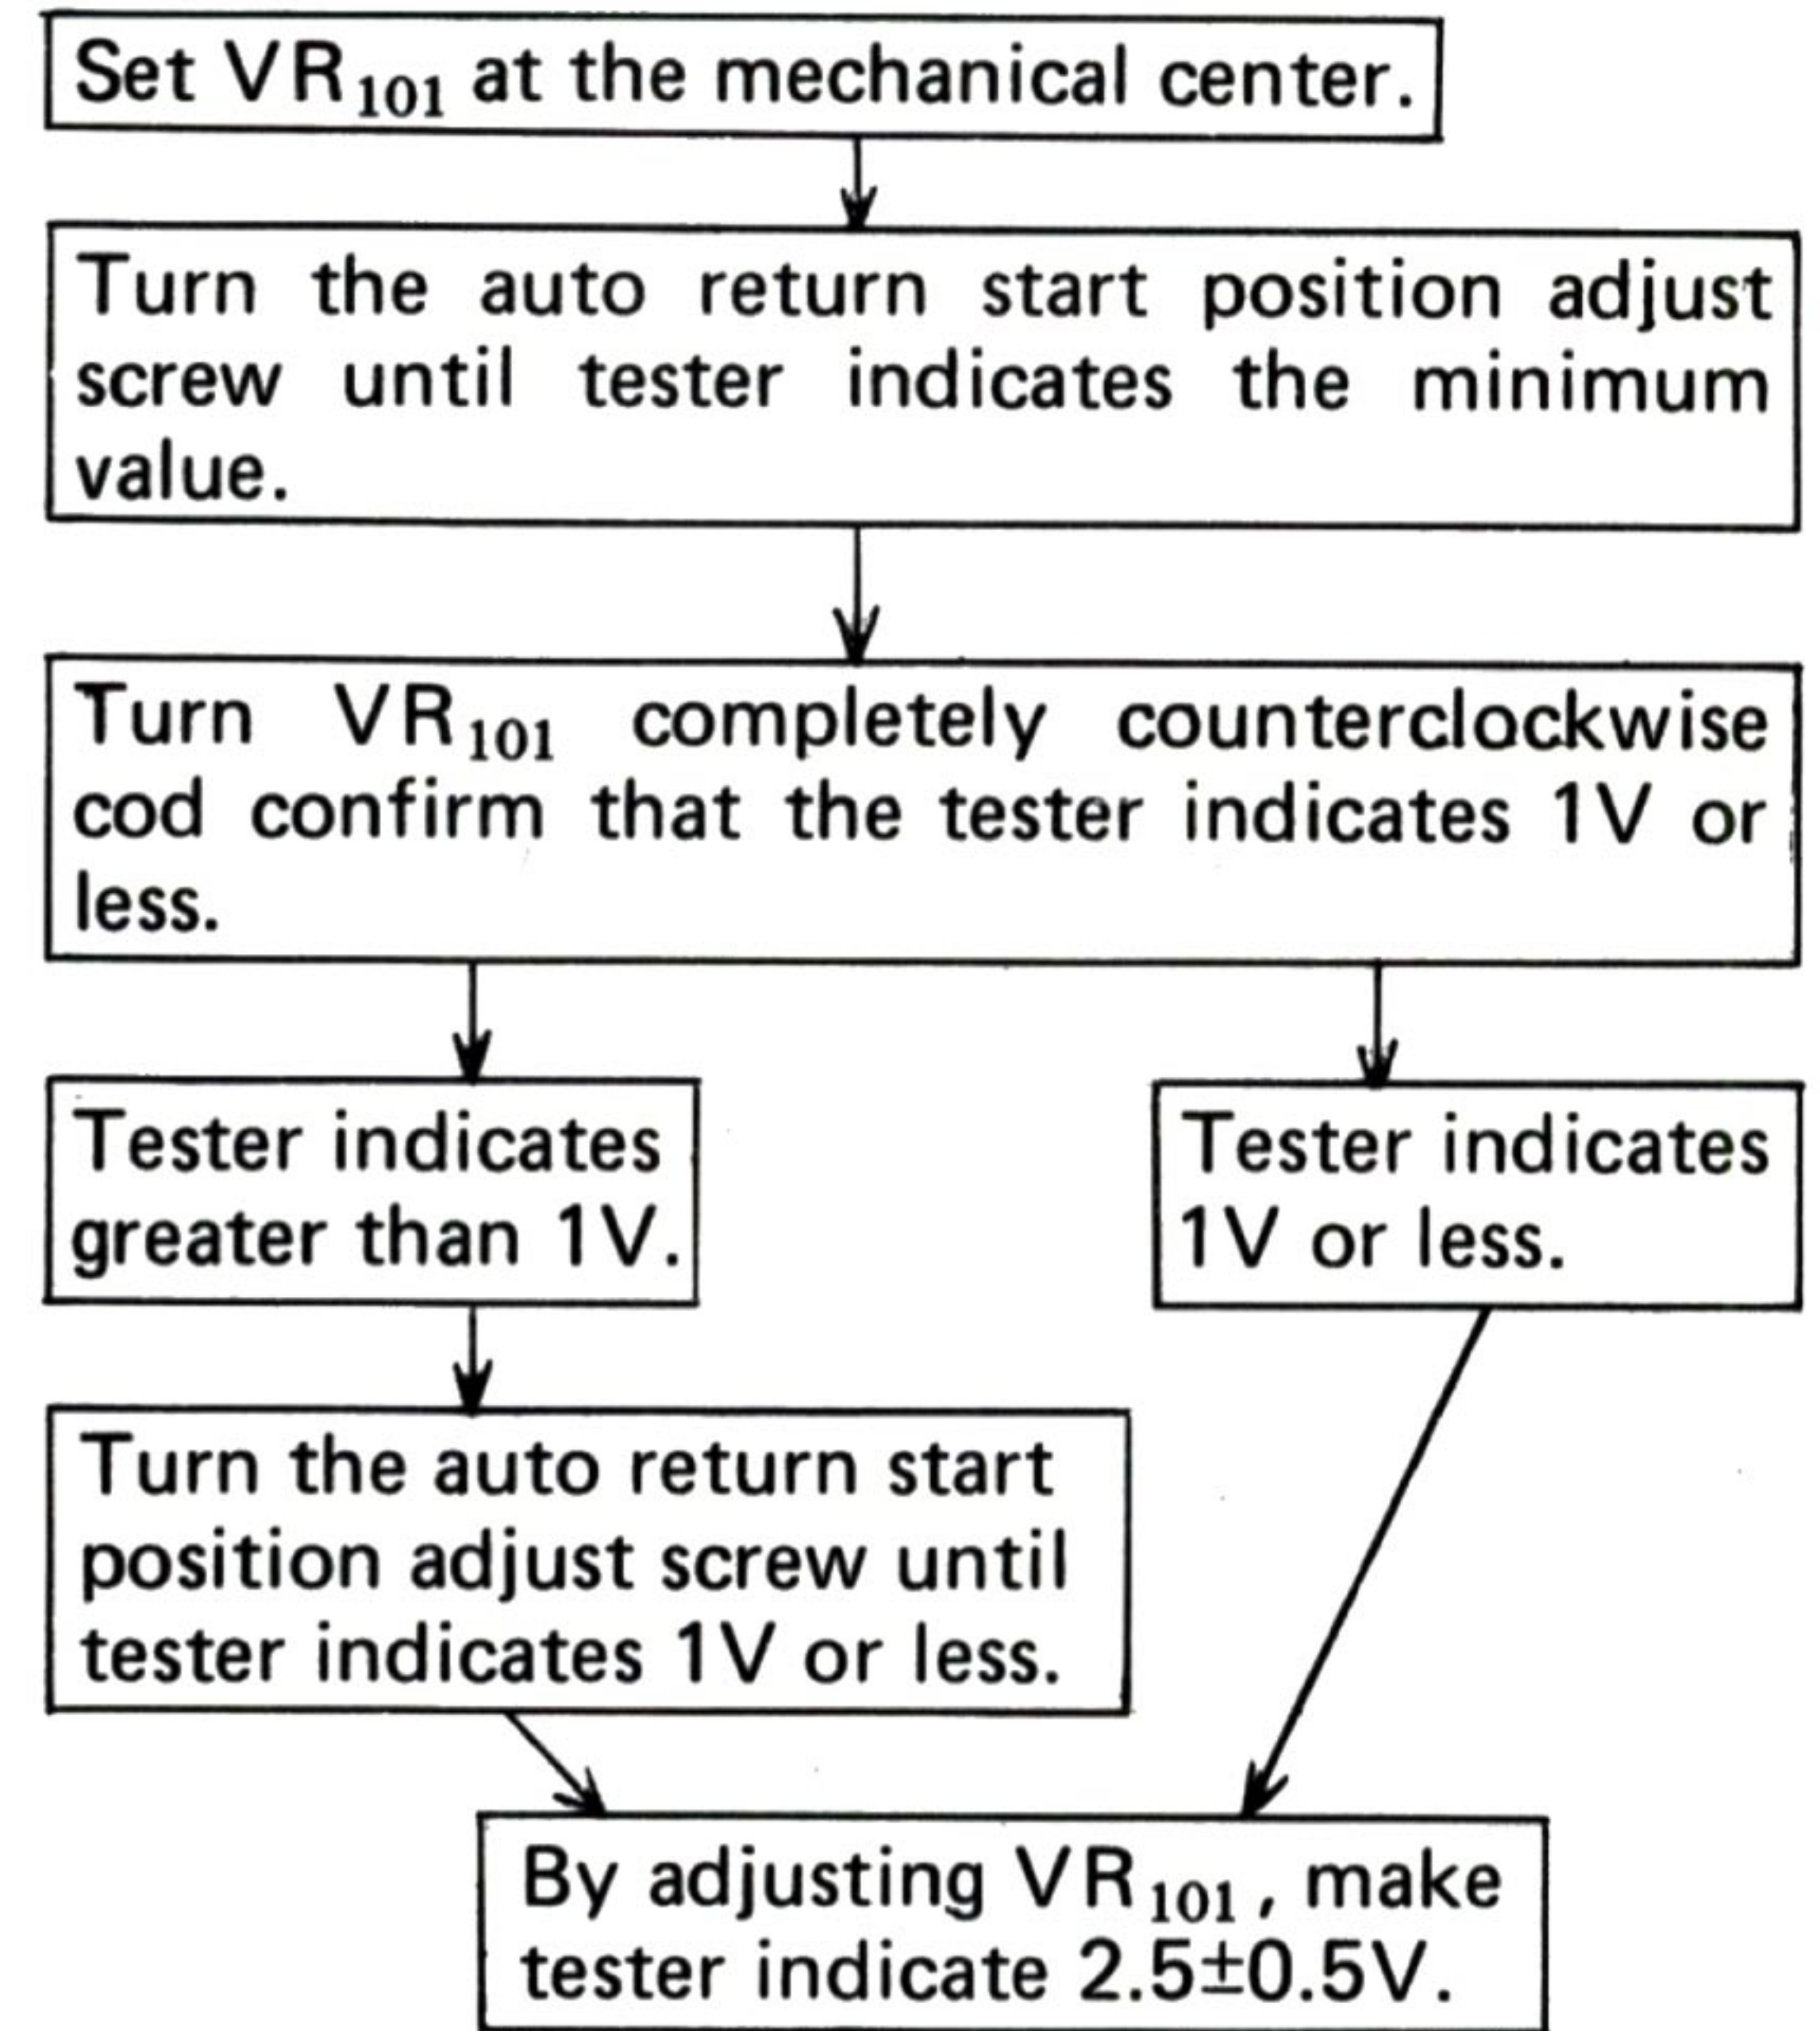 Set VR101 at the mechanical center.
Turn the auto return start position adjust
screw until tester indicates the minimum
value.
Turn VR101 completely counterclockwise
cod confirm that the tester indicates 1V or
less.
Tester indicates
greater than 1V.
Tester indicates
1V or less.
Turn the auto return start
position adjust screw until
tester indicates 1V or less.
By adjusting VR101, make
tester indicate 2.5±0.5V.